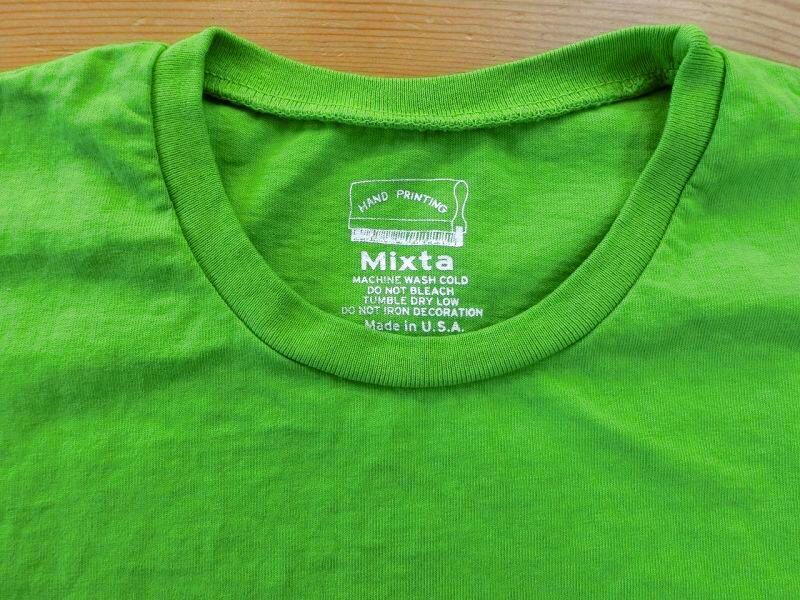 HAND PRINTING
Mixta
MACHINE WASH COLD
DO NOT BLEACH
TUMBLE DRY LOW
DO NOT IRON DECORATION
Made in U.S.A.